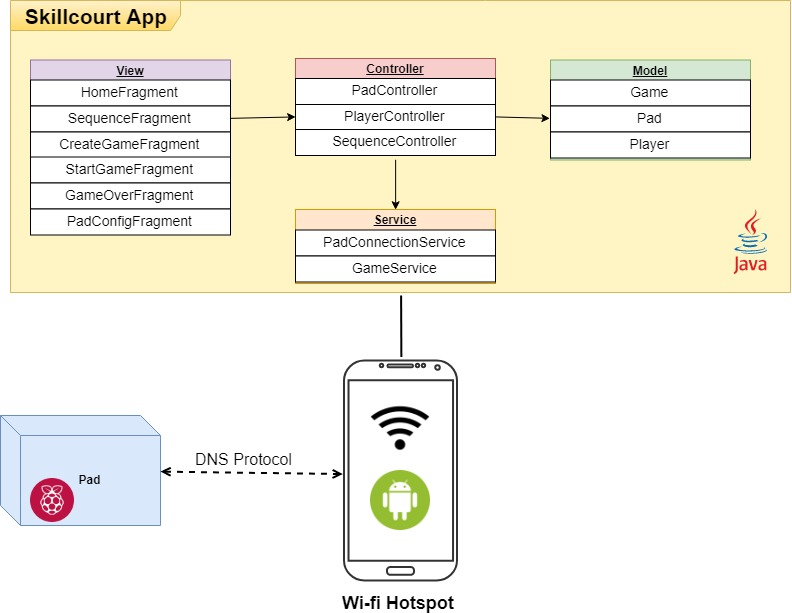 Skillcourt App
View
HomeFragment
SequenceFragment
CreateGameFragment
StartGameFragment
GameOverFragment
PadConfigFragment
Controller
PadController
PlayerController
SequenceController
Model
Game
Pad
Player
Service
PadConnectionService
GameService
Java
DNS Protocol
Pad
Wi-fi Hotspot